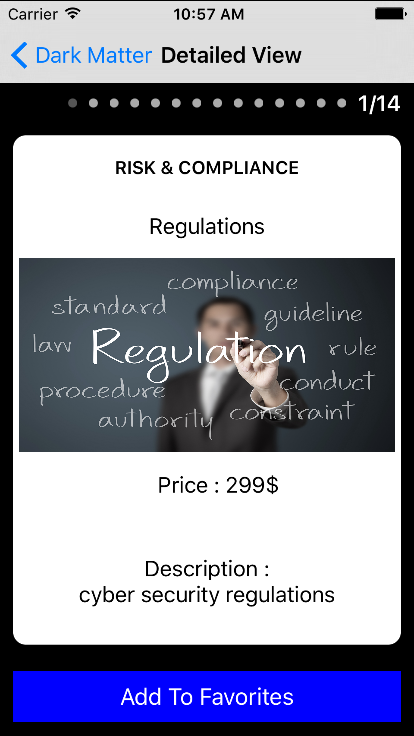 Carrier 10:57 AM
Dark Matter Detailed View
1/14
RISK & COMPLIANCE
Regulations
compliance
standard
guideline
law
Regulation
rule
procedure
conduct
authority
constraint
Price : 299$
Description :
cyber security regulations
Add To Favorites